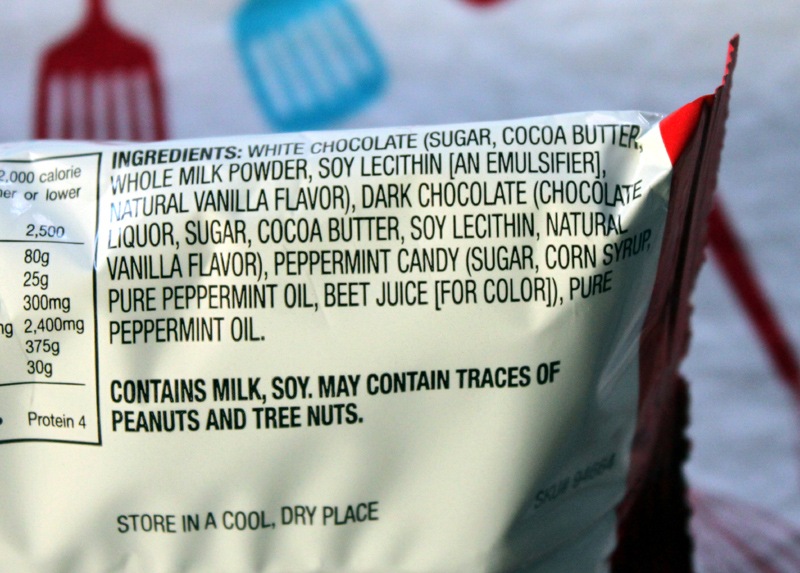 2,000 calorie
her or lower
2,500
80g
25g
300mg
mg 2,400mg
375g
30g
Protein 4
INGREDIENTS: WHITE CHOCOLATE (SUGAR, COCOA BUTTER,
WHOLE MILK POWDER, SOY LECITHIN [AN EMULSIFIER],
NATURAL VANILLA FLAVOR), DARK CHOCOLATE (CHOCOLATE
LIQUOR, SUGAR, COCOA BUTTER, SOY LECITHIN, NATURAL
VANILLA FLAVOR), PEPPERMINT CANDY (SUGAR, CORN SYRUP,
PURE PEPPERMINT OIL, BEET JUICE [FOR COLOR]), PURE
PEPPERMINT OIL.
CONTAINS MILK, SOY. MAY CONTAIN TRACES OF
PEANUTS AND TREE NUTS.
STORE IN A COOL, DRY PLACE
SKU#